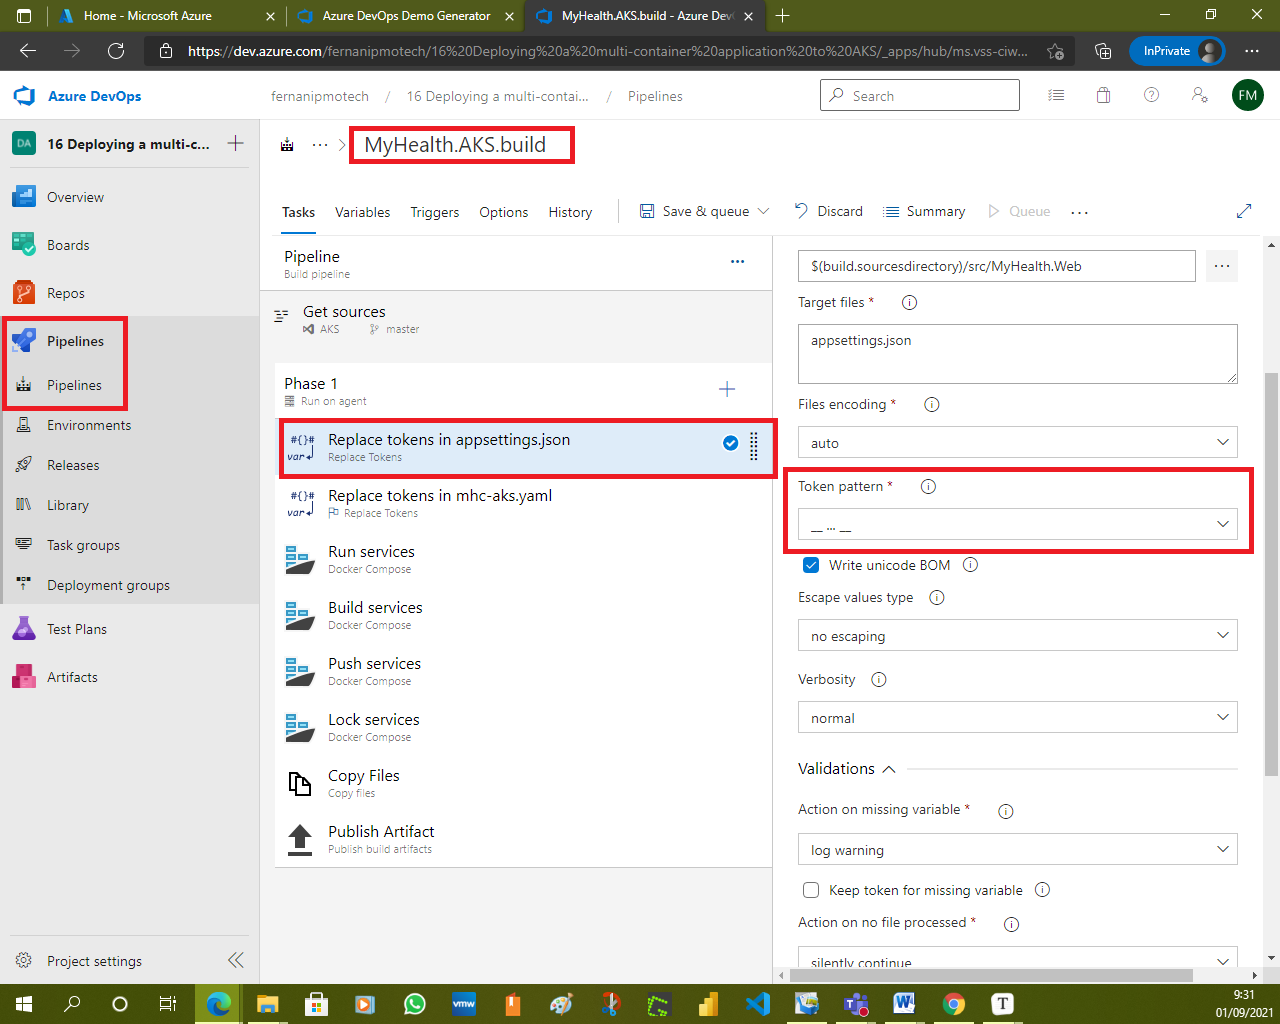 Home - Microsoft Azure
Azure DevOps Demo Generator
MyHealth.AKS.build - Azure Dev
https://dev.azure.com/fernanipmotech/16%20Deploying%20a%20multi-container%20application%20to%20AKS/_apps/hub/ms.vss-ciw...
InPrivate
Azure DevOps
fernanipmotech / 16 Deploying a multi-contai... / Pipelines
Search
FM
DA
16 Deploying a multi-c...
Overview
Boards
Repos
Pipelines
Pipelines
Environments
Releases
Library
Task groups
Deployment groups
Test Plans
Artifacts
Project settings
MyHealth.AKS.build
Tasks Variables Triggers Options History Save & queue Discard Summary Queue ...
Pipeline
Build pipeline
Get sources
AKS master
Phase 1
Run on agent
#{}#
var
Replace tokens in appsettings.json
Replace Tokens
#{}#
var
Replace tokens in mhc-aks.yaml
Replace Tokens
Run services
Docker Compose
Build services
Docker Compose
Push services
Docker Compose
Lock services
Docker Compose
Copy Files
Copy files
Publish Artifact
Publish build artifacts
$(build.sourcesdirectory)/src/MyHealth.Web
Target files *
appsettings.json
Files encoding *
auto
Token pattern *
__ ... __
Write unicode BOM
Escape values type
no escaping
Verbosity
normal
Validations
Action on missing variable *
log warning
Keep token for missing variable
Action on no file processed *
silently continue
vmw
T
9:31
01/09/2021